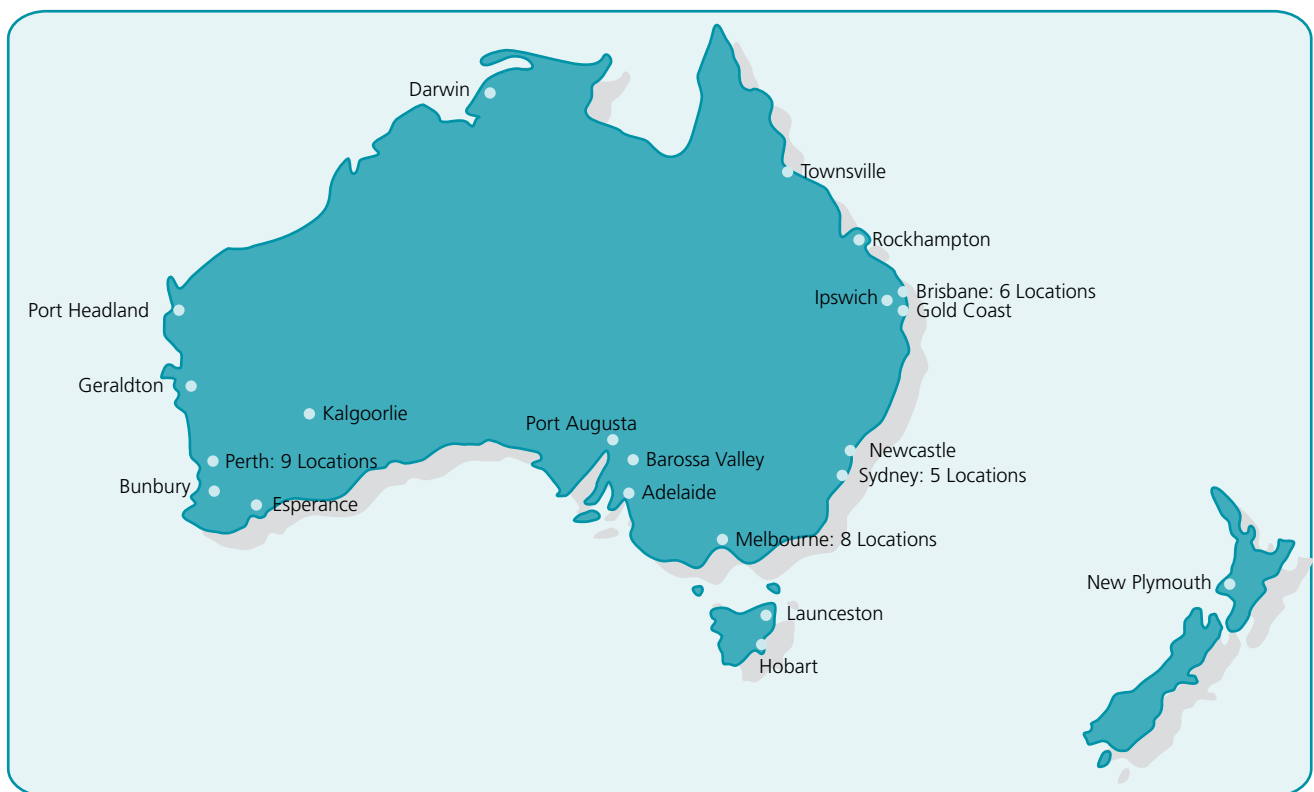 Darwin
Townsville
Rockhampton
Brisbane: 6 Locations
Ipswich
Gold Coast
Port Headland
Geraldton
Kalgoorlie
Port Augusta
Newcastle
Perth: 9 Locations
Barossa Valley
Sydney: 5 Locations
Bunbury
Adelaide
Esperance
Melbourne: 8 Locations
New Plymouth
Launceston
Hobart